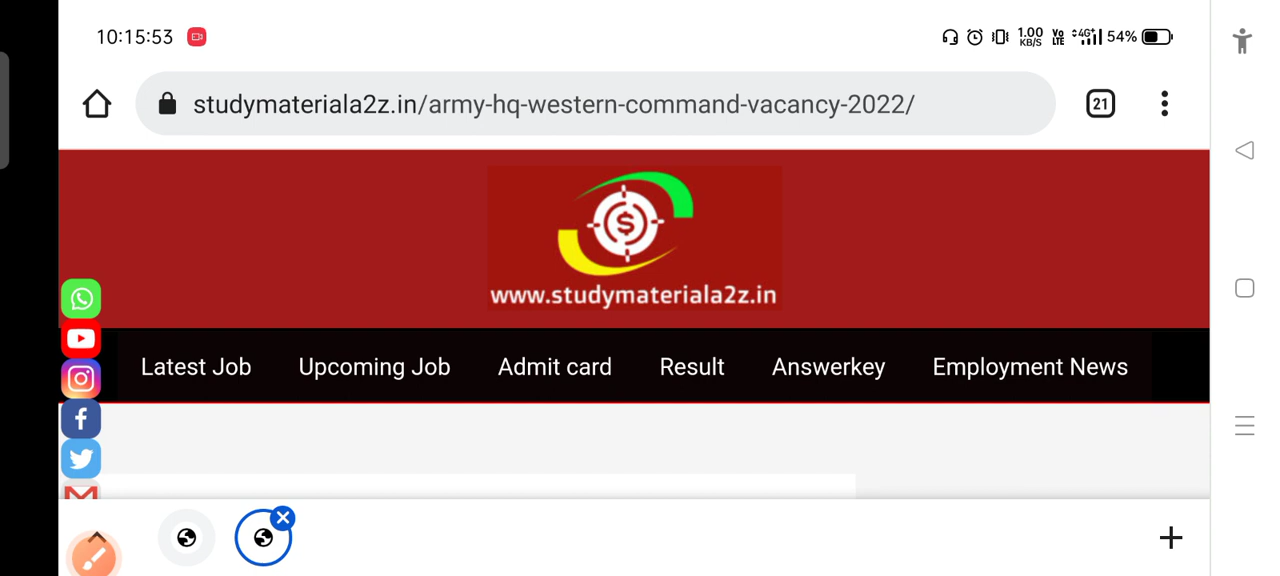 10:15:53 1.00 KB/S Vo LTE 4G+ 54%
studymateriala2z.in/army-hq-western-command-vacancy-2022/ 21
$
www.studymateriala2z.in
Latest Job Upcoming Job Admit card Result Answerkey Employment News